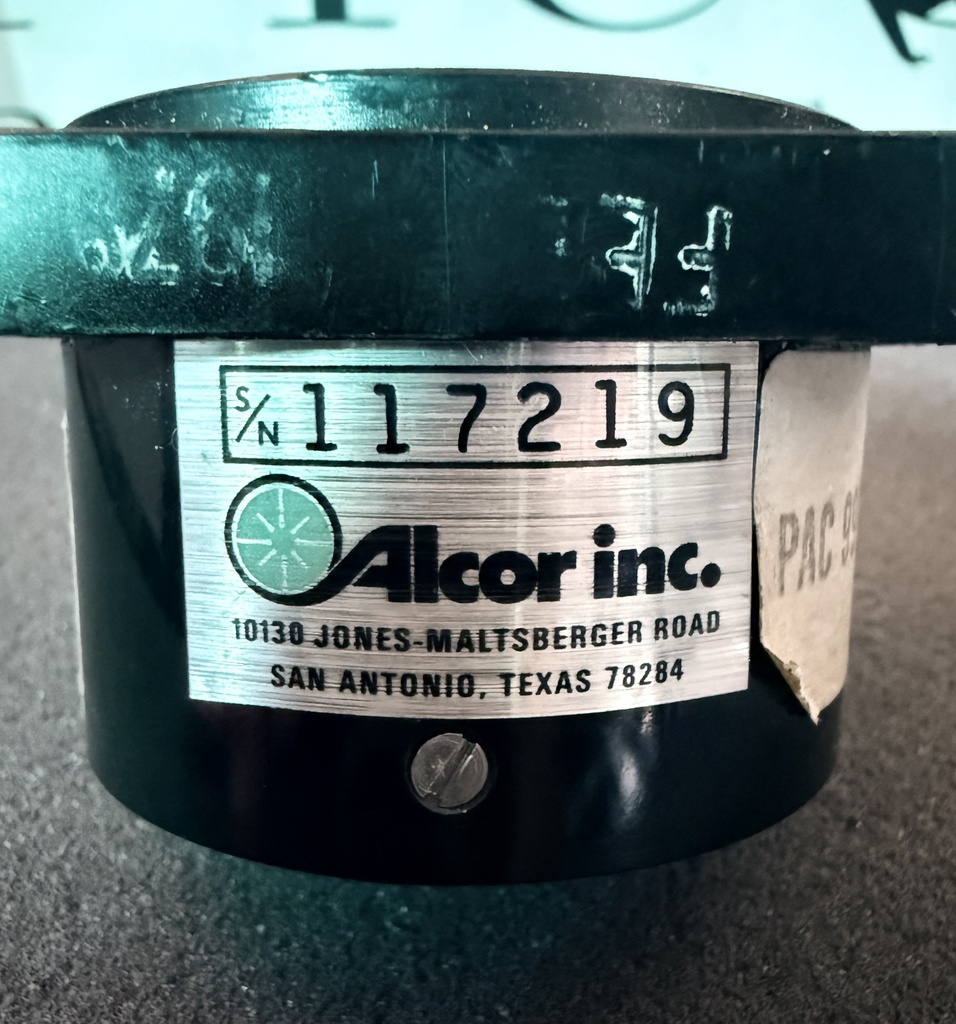 S/N 117219
Alcor inc.
10130 JONES-MALTSBERGER ROAD
SAN ANTONIO, TEXAS 78284
PAC